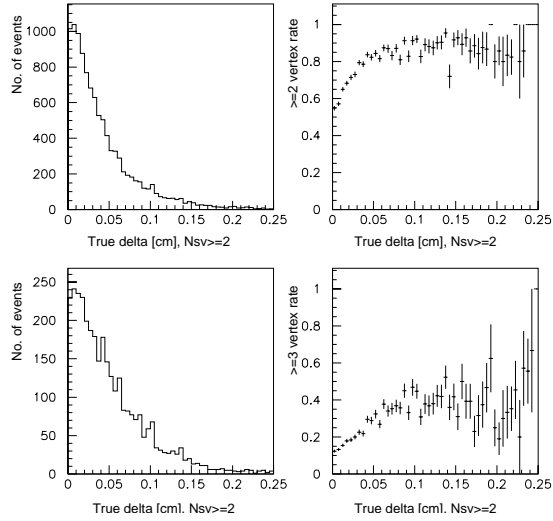 No. of events
1000
800
600
400
200
0
0 0.05 0.1 0.15 0.2 0.25
True delta [cm], Nsv>=2
>=2 vertex rate
1
0.8
0.6
0.4
0.2
0
0 0.05 0.1 0.15 0.2 0.25
True delta [cm], Nsv>=2
No. of events
250
200
150
100
50
0
0 0.05 0.1 0.15 0.2 0.25
True delta [cm], Nsv>=2
>=3 vertex rate
1
0.8
0.6
0.4
0.2
0
0 0.05 0.1 0.15 0.2 0.25
True delta [cm], Nsv>=2